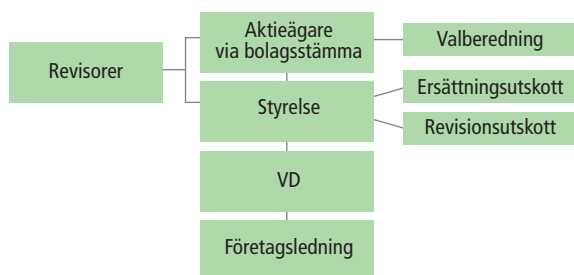 Revisorer
Aktieägare
via bolagsstämma
Valberedning
Styrelse
Ersättningsutskott
Revisionsutskott
VD
Företagsledning